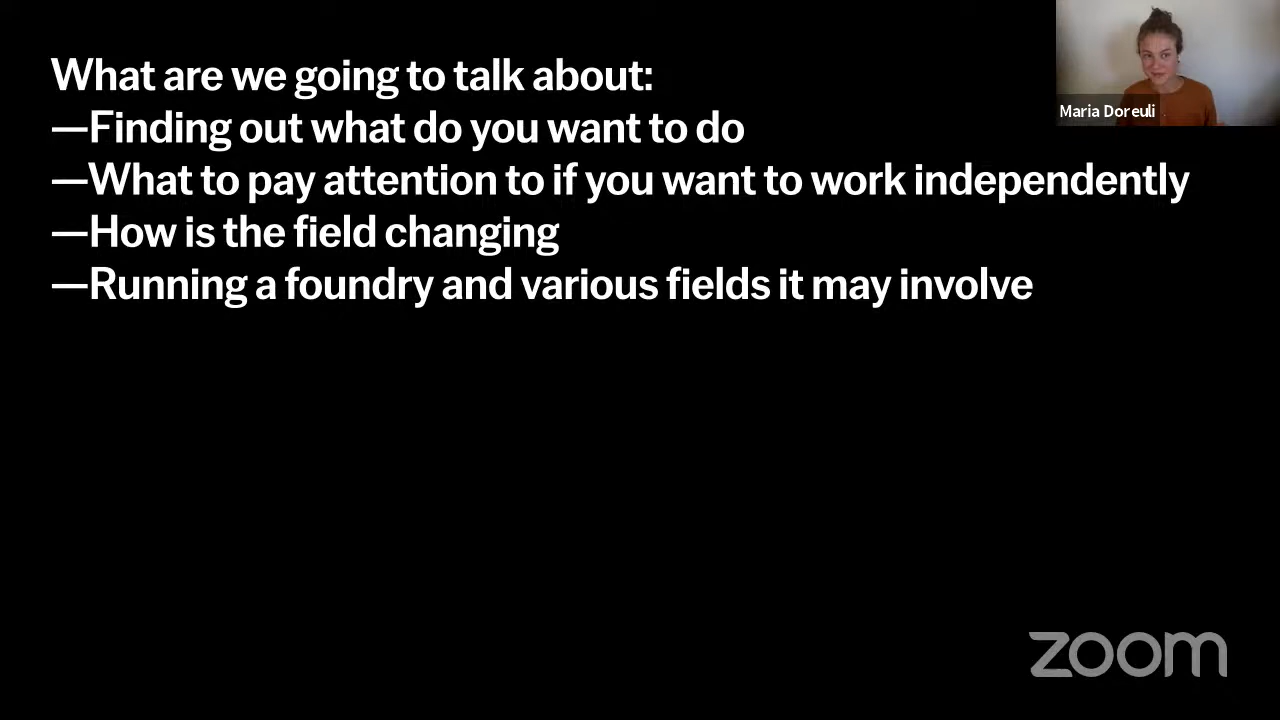 What are we going to talk about:
—Finding out what do you want to do
—What to pay attention to if you want to work independently
—How is the field changing
—Running a foundry and various fields it may involve
Maria Doreuli
zoom